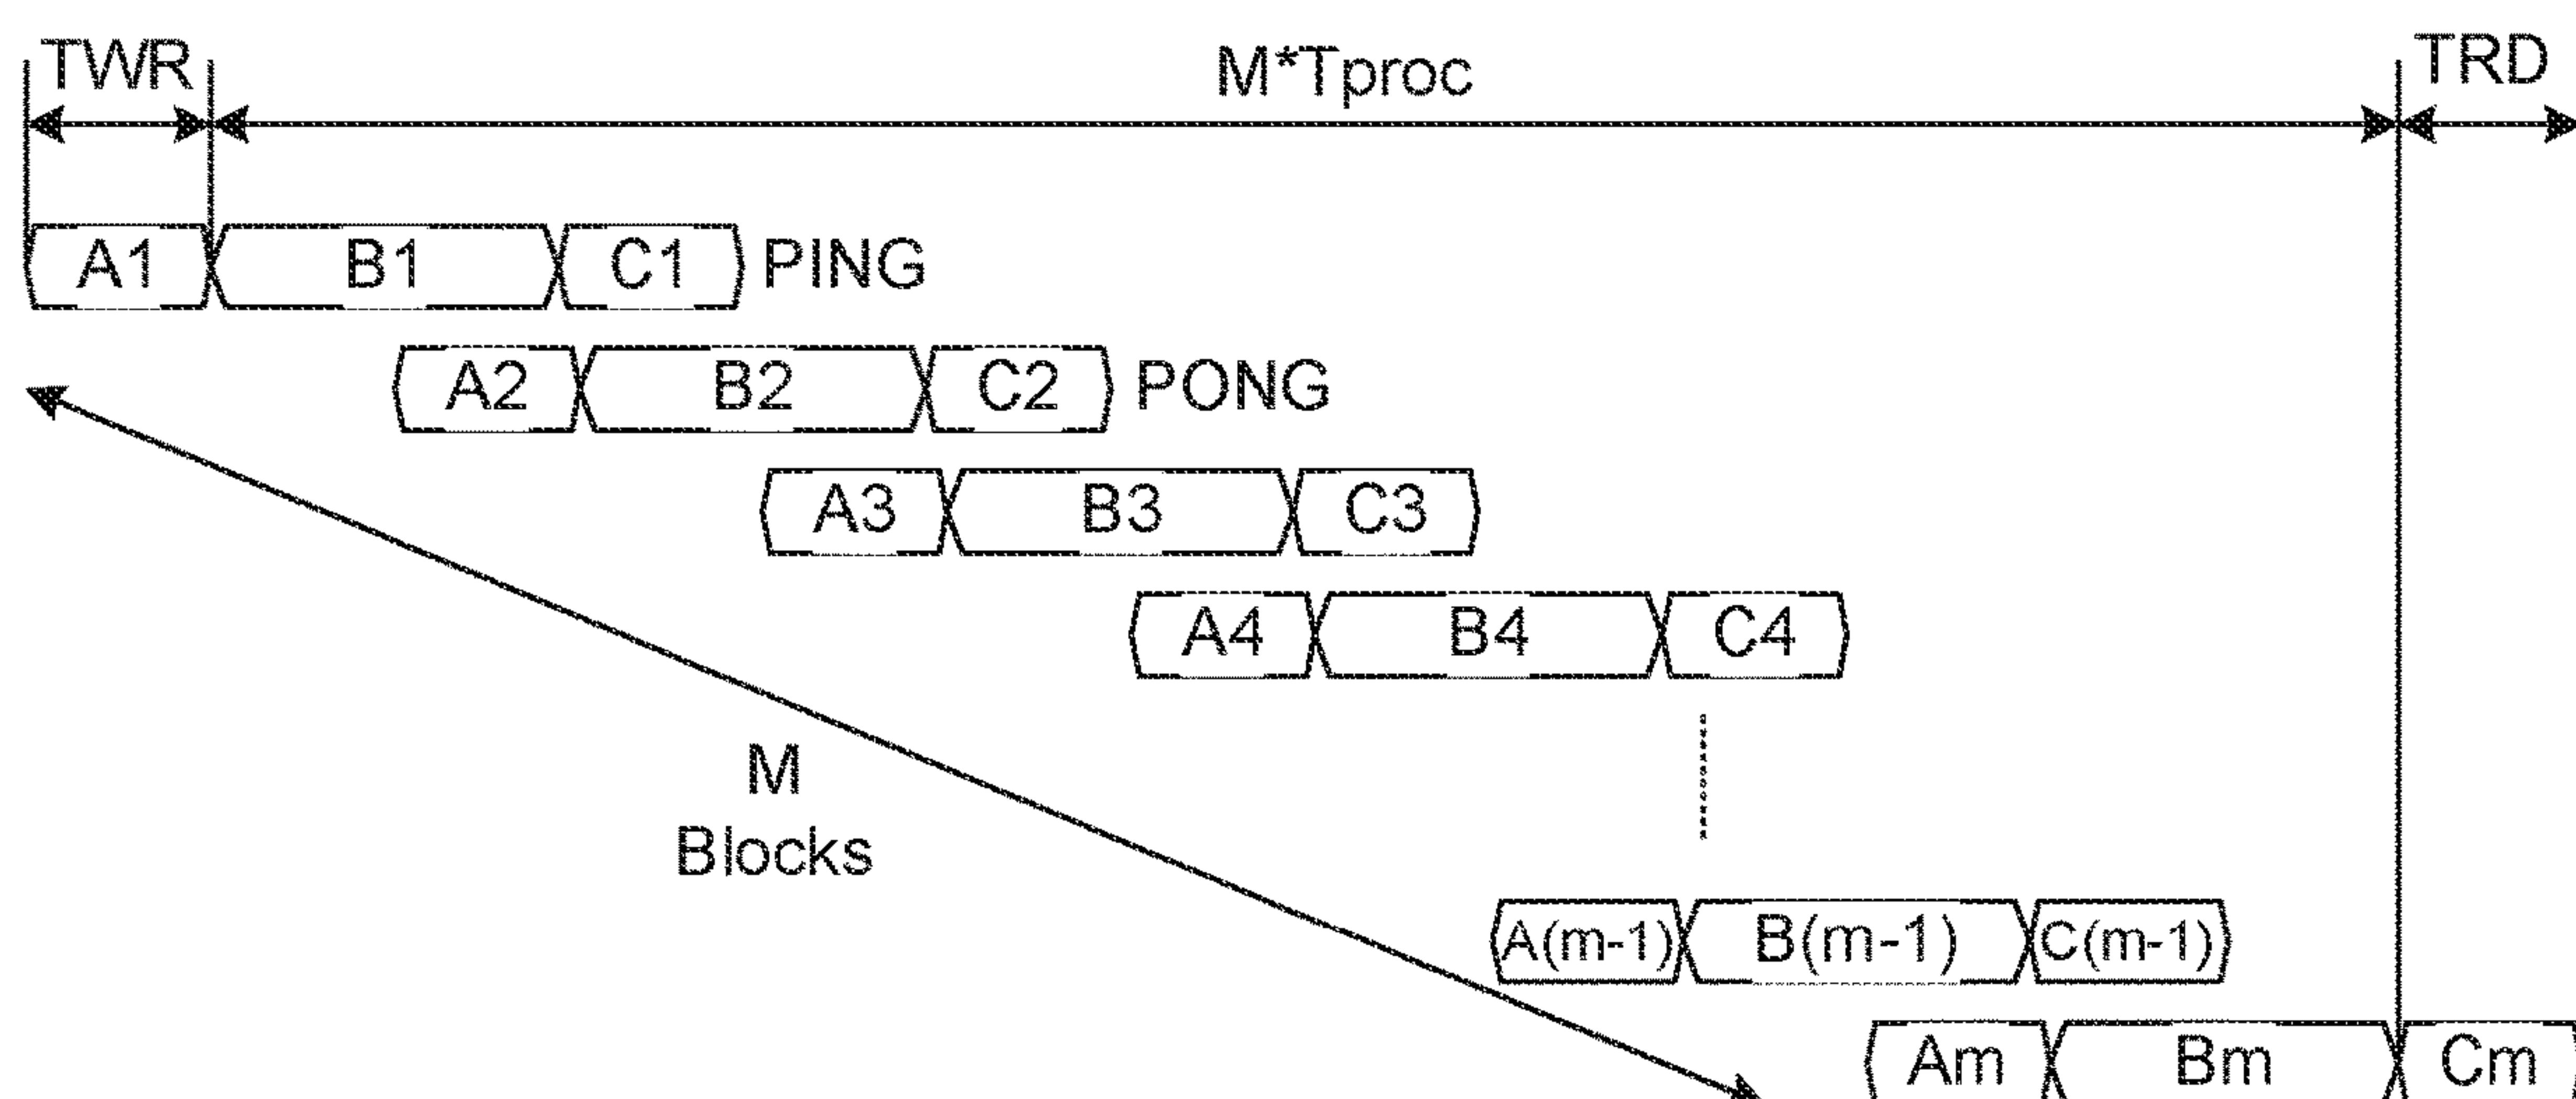 TWR M*Tproc TRD
A1 B1 C1 PING
A2 B2 C2 PONG
A3 B3 C3
A4 B4 C4
M
Blocks
A(m-1) B(m-1) C(m-1)
Am Bm Cm